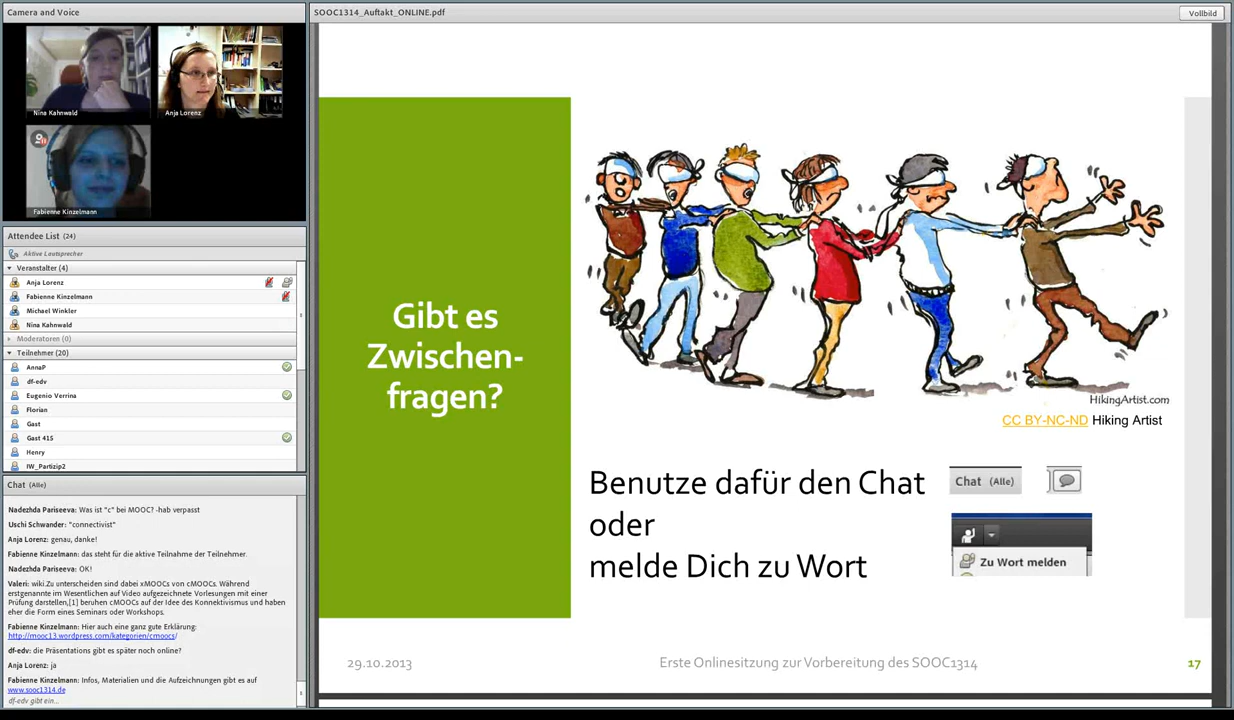 Camera and Voice
Nina Kahnwald
Anja Lorenz
Fabienne Kinzelmann
Attendee List (24)
Aktive Lautsprecher
Veranstalter (4)
Anja Lorenz
Fabienne Kinzelmann
Michael Winkler
Nina Kahnwald
Moderatoren (0)
Teilnehmer (20)
AnnaP
df-edv
Eugenio Verrina
Florian
Gast
Gast 415
Henry
IW_Partizip2
Chat (Alle)
Nadezhda Pariseeva: Was ist "c" bei MOOC? -hab verpasst
Uschi Schwander: "connectivist"
Anja Lorenz: genau, danke!
Fabienne Kinzelmann: das steht für die aktive Teilnahme der Teilnehmer.
Nadezhda Pariseeva: OK!
Valeri: wiki.Zu unterscheiden sind dabei xMOOCs von cMOOCs. Während
erstgenannte im Wesentlichen auf Video aufgezeichnete Vorlesungen mit einer
Prüfung darstellen,[1] beruhen cMOOCs auf der Idee des Konnektivismus und haben
eher die Form eines Seminars oder Workshops.
Fabienne Kinzelmann: Hier auch eine ganz gute Erklärung:
http://mooc13.wordpress.com/kategorien/cmoocs/
df-edv: die Präsentations gibt es später noch online?
Anja Lorenz: ja
Fabienne Kinzelmann: Infos, Materialien und die Aufzeichnungen gibt es auf
www.sooc1314.de
df-edv gibt ein...
SOOC1314_Auftakt_ONLINE.pdf
Vollbild
Gibt es
Zwischen-
fragen?
HikingArtist.com
CC BY-NC-ND Hiking Artist
Benutze dafür den Chat
Chat (Alle)
oder
melde Dich zu Wort
Zu Wort melden
29.10.2013
Erste Onlinesitzung zur Vorbereitung des SOOC1314
17